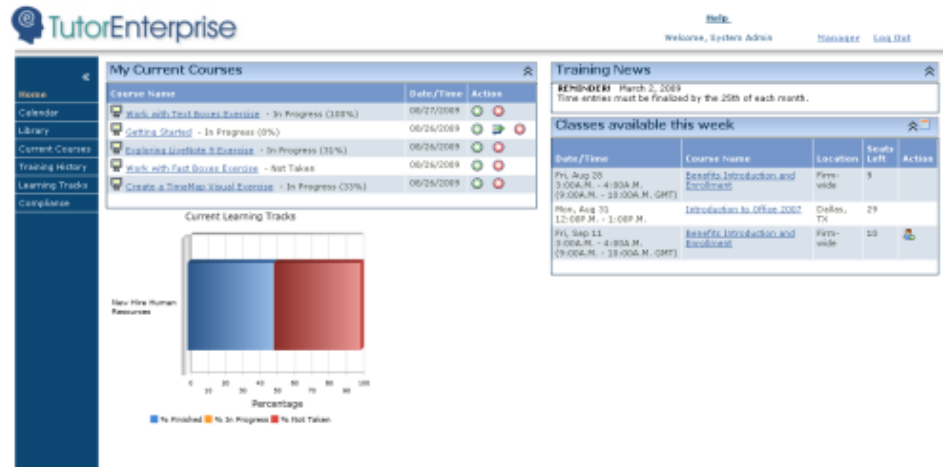 TutorEnterprise
Help
Welcome, System Admin
Manager
Log Out
Home
Calendar
Library
Current Courses
Training History
Learning Tracks
Compliance
My Current Courses
Course Name Date/Time Action
Work with Text Boxes Exercise - In Progress (100%) 08/27/2009
Getting Started - In Progress (0%) 08/26/2009
Exploring LiveNote 9 Exercise - In Progress (31%) 08/26/2009
Work with Fact Boxes Exercise - Not Taken 08/26/2009
Create a TimeMap Visual Exercise - In Progress (33%) 08/26/2009
Current Learning Tracks
New Hire Human
Resources
0 20 40 60 80 100
10 30 50 70 90
Percentage
% Finished % In Progress % Not Taken
Training News
REMINDER! March 2, 2009
Time entries must be finalized by the 25th of each month.
Classes available this week
Date/Time Course Name Location Seats Left Action
Fri, Aug 28 Benefits Introduction and Firm- 9
3:00A.M. - 4:00A.M. Enrollment wide
(9:00A.M. - 10:00A.M. GMT)
Mon, Aug 31 Introduction to Office 2007 Dallas, 29
12:00P.M. - 1:00P.M. TX
Fri, Sep 11 Benefits Introduction and Firm- 10
3:00A.M. - 4:00A.M. Enrollment wide
(9:00A.M. - 10:00A.M. GMT)